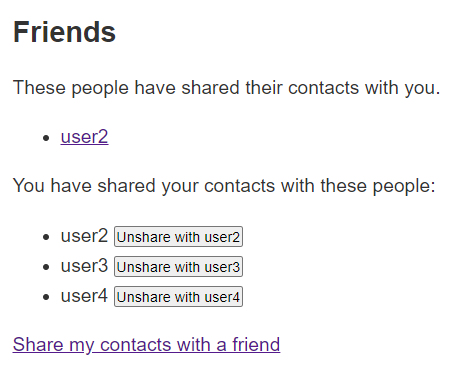 Friends
These people have shared their contacts with you.
user2
You have shared your contacts with these people:
user2 Unshare with user2
user3 Unshare with user3
user4 Unshare with user4
Share my contacts with a friend